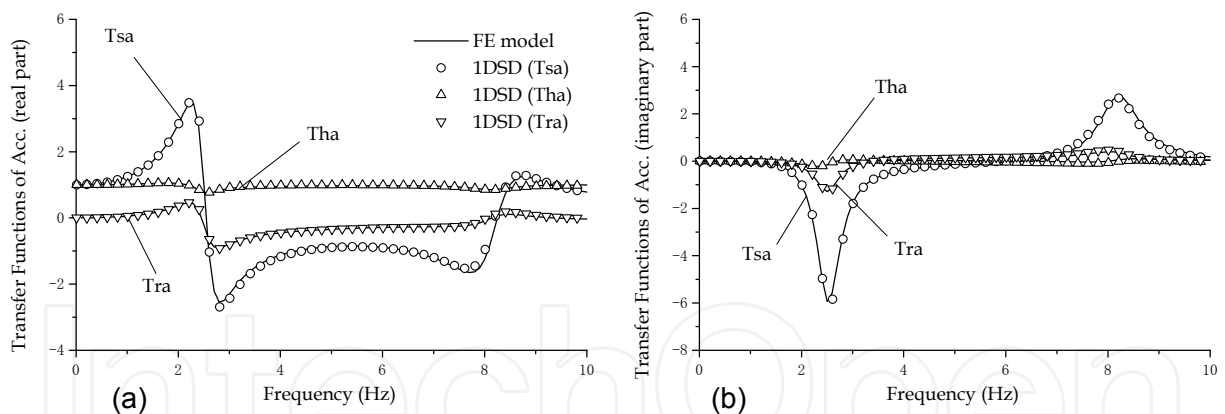 Transfer Functions of Acc. (real part)
6
4
2
0
−2
−4
0
2
4
6
8
10
Frequency (Hz)
(a)
Tsa
Tha
Tra
FE model
1DSD (Tsa)
1DSD (Tha)
1DSD (Tra)
Transfer Functions of Acc. (imaginary part)
6
4
2
0
−2
−4
−6
−8
0
2
4
6
8
10
Frequency (Hz)
(b)
Tha
Tsa
Tra
IntechOpen